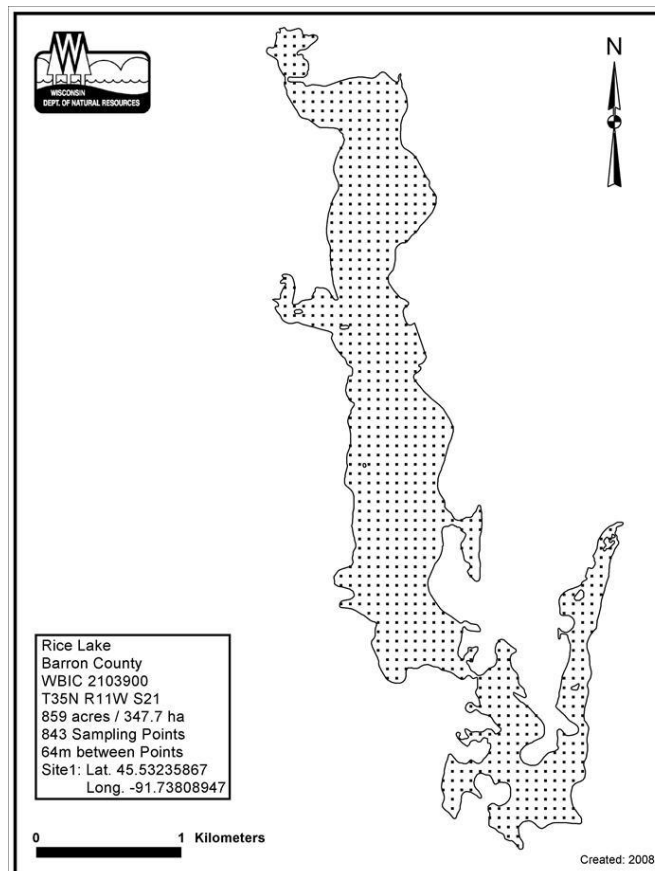 W
WISCONSIN
DEPT. OF NATURAL RESOURCES
N
Rice Lake
Barron County
WBIC 2103900
T35N R11W S21
859 acres / 347.7 ha
843 Sampling Points
64m between Points
Site1: Lat. 45.53235867
Long. -91.73808947
0 1 Kilometers
Created: 2008